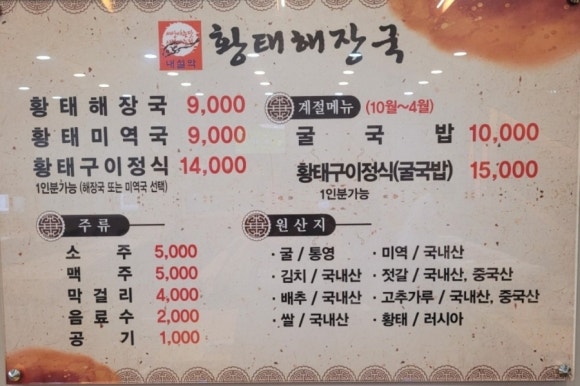 내설악
황태해장국
황태해장국 9,000
황태미역국 9,000
황태구이정식 14,000
1인분가능 (해장국 또는 미역국 선택)
계절메뉴 (10월~4월)
굴국밥 10,000
황태구이정식(굴국밥) 15,000
1인분가능
주류
소주 5,000
맥주 5,000
막걸리 4,000
음료수 2,000
공기 1,000
원산지
· 굴 / 통영
· 미역 / 국내산
· 김치 / 국내산
· 젓갈 / 국내산, 중국산
· 배추 / 국내산
· 고추가루 / 국내산, 중국산
· 쌀 / 국내산
· 황태 / 러시아